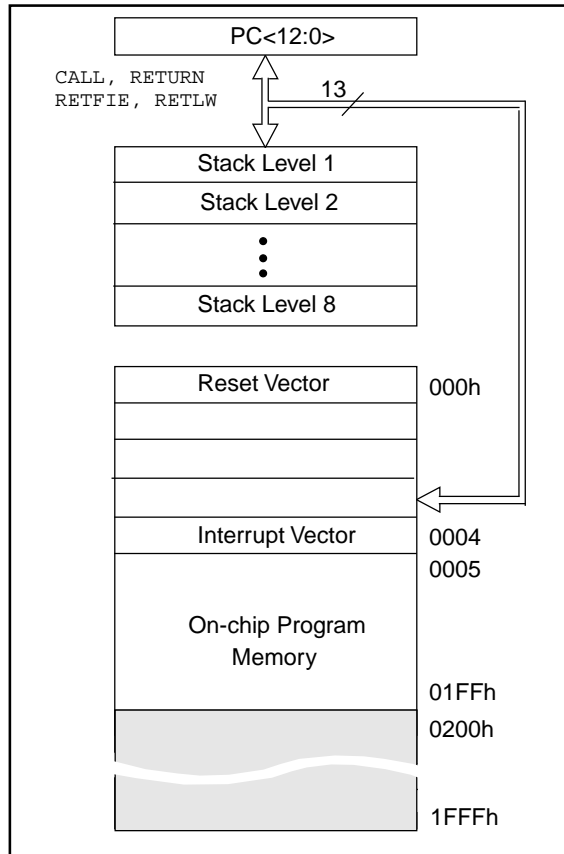 PC<12:0>
CALL, RETURN
RETFIE, RETLW
13
Stack Level 1
Stack Level 2
Stack Level 8
Reset Vector
000h
Interrupt Vector
0004
0005
On-chip Program
Memory
01FFh
0200h
1FFFh